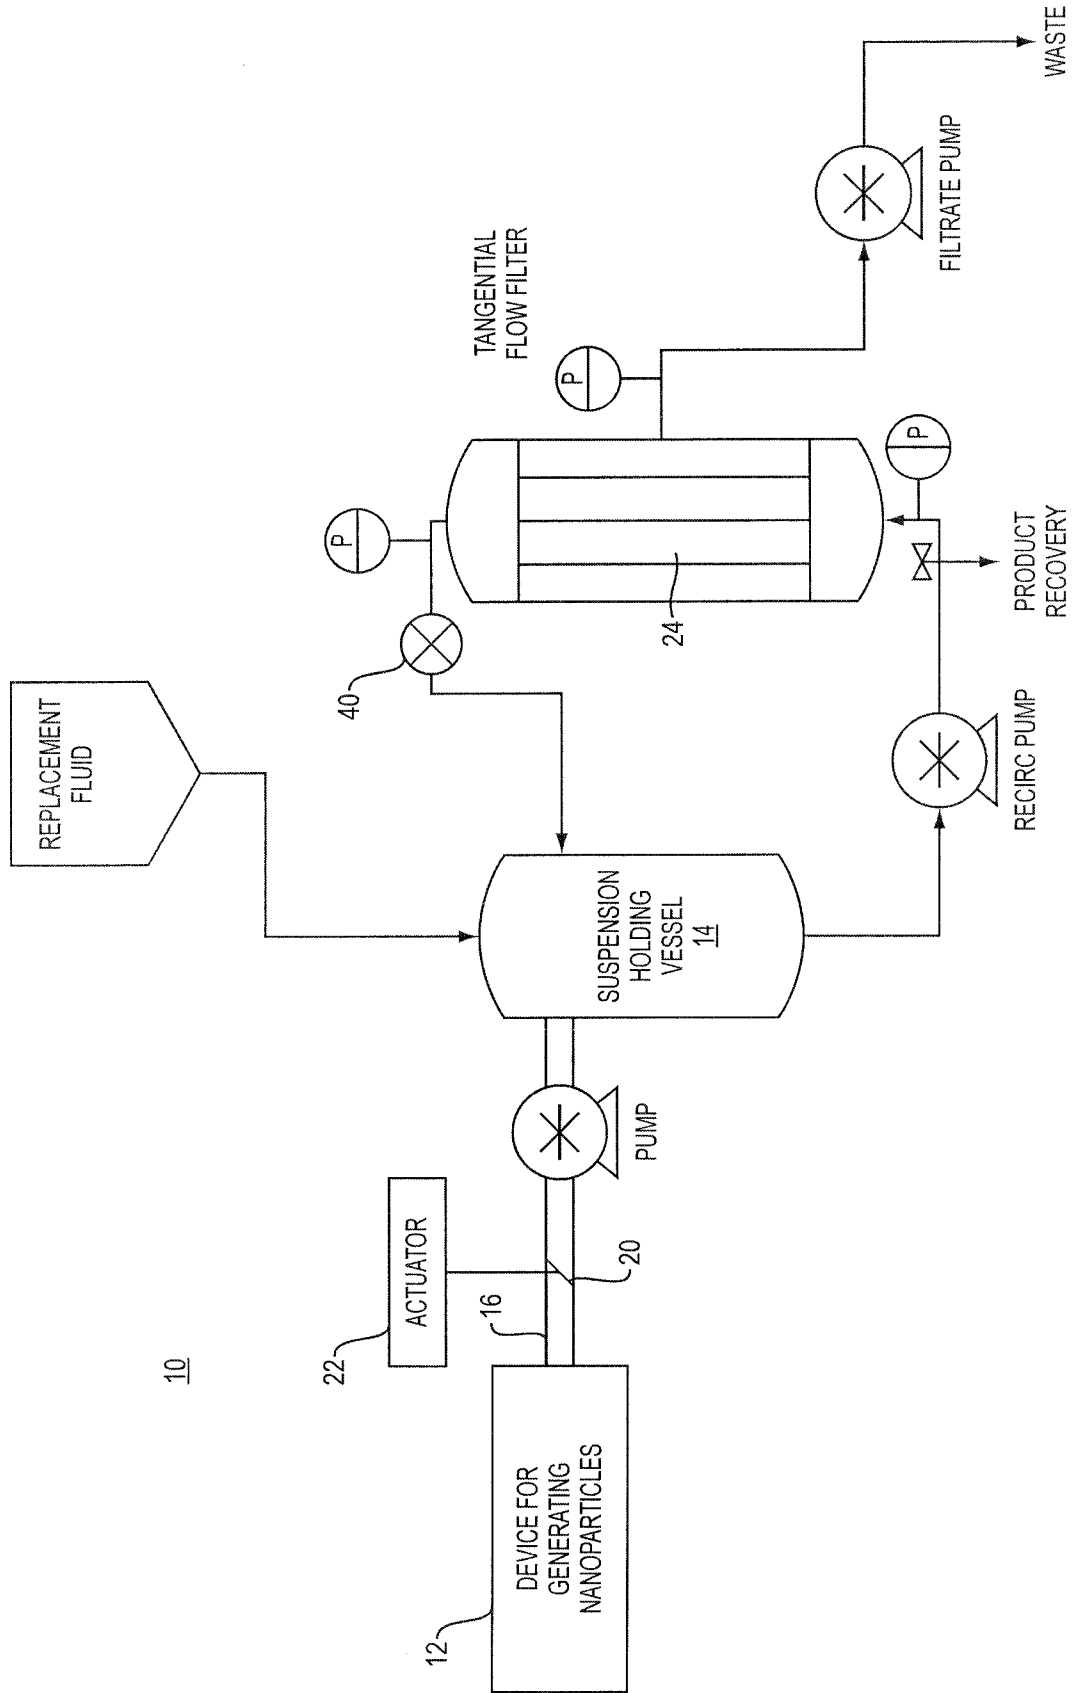 10
REPLACEMENT
FLUID
22
ACTUATOR
12
DEVICE FOR
GENERATING
NANOPARTICLES
16
20
PUMP
SUSPENSION
HOLDING
VESSEL
14
40
P
P
TANGENTIAL
FLOW FILTER
24
P
RECIRC PUMP
PRODUCT
RECOVERY
FILTRATE PUMP
WASTE